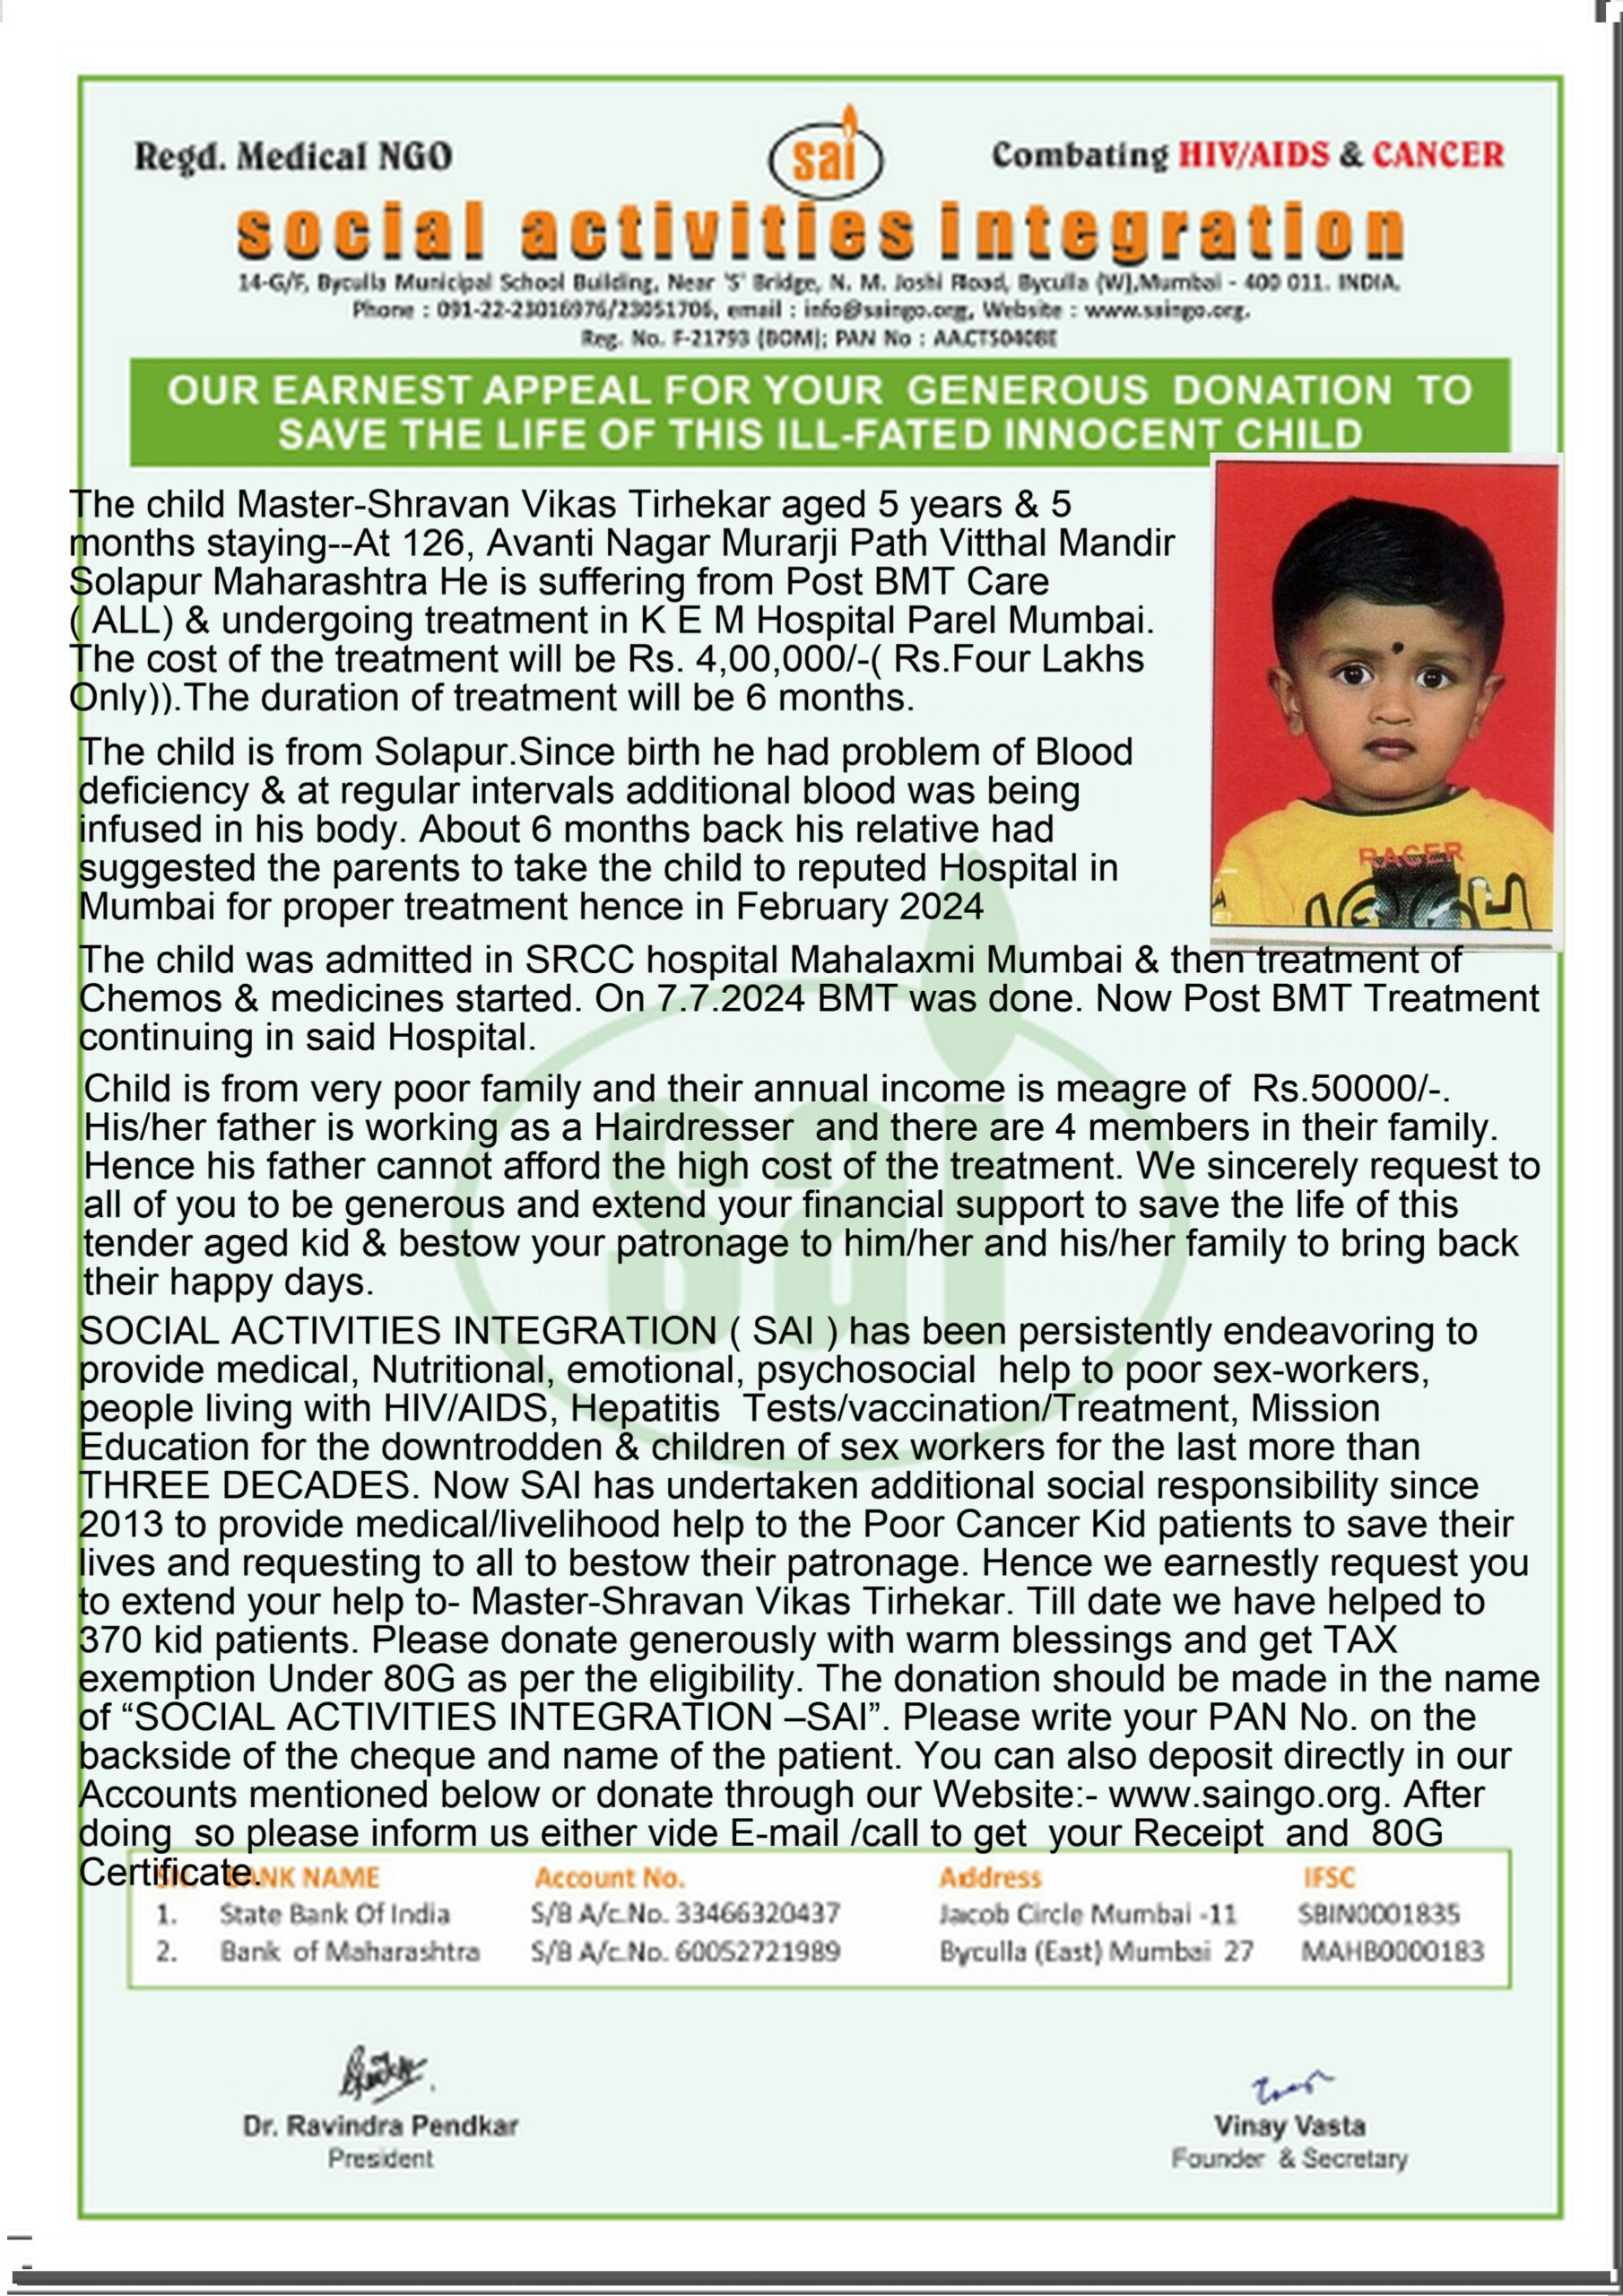 Regd. Medical NGO
sai
Combating HIV/AIDS & CANCER
social activities integration
14-G/F, Byculla Municipal School Building, Near 'S' Bridge, N. M. Joshi Road, Byculla (W),Mumbai - 400 011. INDIA.
Phone : 091-22-23016976/23051706, email : info@saingo.org, Website : www.saingo.org.
Reg. No. F-21793 (BOM); PAN No : AACTS0408E
OUR EARNEST APPEAL FOR YOUR GENEROUS DONATION TO
SAVE THE LIFE OF THIS ILL-FATED INNOCENT CHILD
The child Master-Shravan Vikas Tirhekar aged 5 years & 5
months staying--At 126, Avanti Nagar Murarji Path Vitthal Mandir
Solapur Maharashtra He is suffering from Post BMT Care
( ALL) & undergoing treatment in K E M Hospital Parel Mumbai.
The cost of the treatment will be Rs. 4,00,000/-( Rs.Four Lakhs
Only)).The duration of treatment will be 6 months.
RACER
The child is from Solapur.Since birth he had problem of Blood
deficiency & at regular intervals additional blood was being
infused in his body. About 6 months back his relative had
suggested the parents to take the child to reputed Hospital in
Mumbai for proper treatment hence in February 2024
The child was admitted in SRCC hospital Mahalaxmi Mumbai & then treatment of
Chemos & medicines started. On 7.7.2024 BMT was done. Now Post BMT Treatment
continuing in said Hospital.
Child is from very poor family and their annual income is meagre of Rs.50000/-.
His/her father is working as a Hairdresser and there are 4 members in their family.
Hence his father cannot afford the high cost of the treatment. We sincerely request to
all of you to be generous and extend your financial support to save the life of this
tender aged kid & bestow your patronage to him/her and his/her family to bring back
their happy days.
SOCIAL ACTIVITIES INTEGRATION ( SAI ) has been persistently endeavoring to
provide medical, Nutritional, emotional, psychosocial help to poor sex-workers,
people living with HIV/AIDS, Hepatitis Tests/vaccination/Treatment, Mission
Education for the downtrodden & children of sex workers for the last more than
THREE DECADES. Now SAI has undertaken additional social responsibility since
2013 to provide medical/livelihood help to the Poor Cancer Kid patients to save their
lives and requesting to all to bestow their patronage. Hence we earnestly request you
to extend your help to- Master-Shravan Vikas Tirhekar. Till date we have helped to
370 kid patients. Please donate generously with warm blessings and get TAX
exemption Under 80G as per the eligibility. The donation should be made in the name
of “SOCIAL ACTIVITIES INTEGRATION –SAI”. Please write your PAN No. on the
backside of the cheque and name of the patient. You can also deposit directly in our
Accounts mentioned below or donate through our Website:- www.saingo.org. After
doing so please inform us either vide E-mail /call to get your Receipt and 80G
Certificate.
BANK NAME Account No. Address IFSC
1. State Bank Of India S/B A/c.No. 33466320437 Jacob Circle Mumbai -11 SBIN0001835
2. Bank of Maharashtra S/B A/c.No. 60052721989 Byculla (East) Mumbai 27 MAHB0000183
Dr. Ravindra Pendkar
President
Vinay Vasta
Founder & Secretary